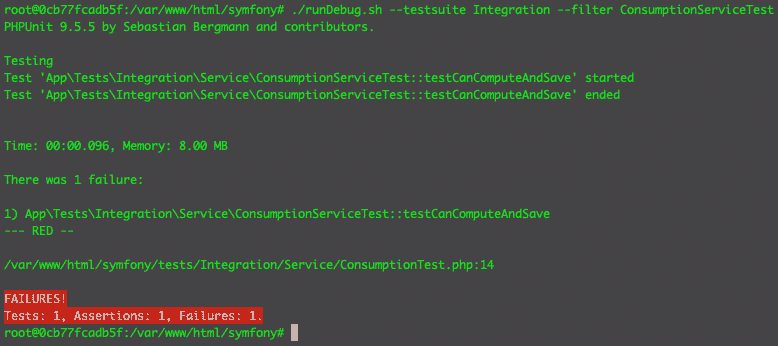 root@0cb77fcadb5f:/var/www/html/symfony# ./runDebug.sh --testsuite Integration --filter ConsumptionServiceTest
PHPUnit 9.5.5 by Sebastian Bergmann and contributors.
Testing
Test 'App\Tests\Integration\Service\ConsumptionServiceTest::testCanComputeAndSave' started
Test 'App\Tests\Integration\Service\ConsumptionServiceTest::testCanComputeAndSave' ended
Time: 00:00.096, Memory: 8.00 MB
There was 1 failure:
1) App\Tests\Integration\Service\ConsumptionServiceTest::testCanComputeAndSave
--- RED --
/var/www/html/symfony/tests/Integration/Service/ConsumptionTest.php:14
FAILURES!
Tests: 1, Assertions: 1, Failures: 1.
root@0cb77fcadb5f:/var/www/html/symfony#